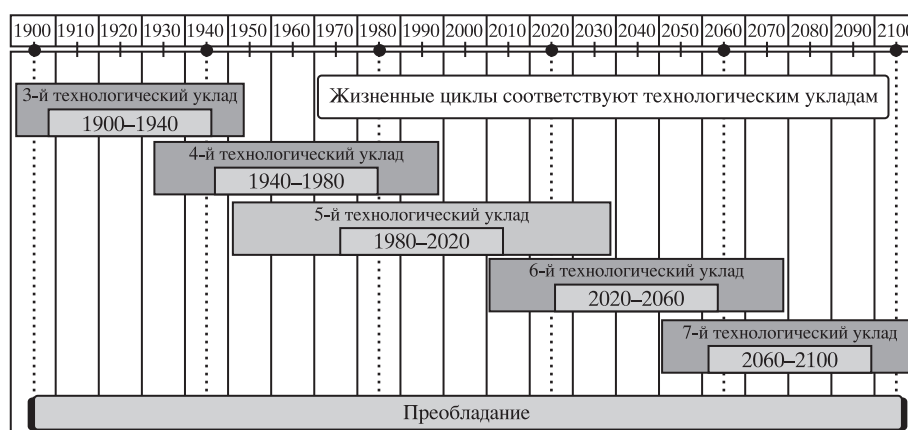 1900 1910 1920 1930 1940 1950 1960 1970 1980 1990 2000 2010 2020 2030 2040 2050 2060 2070 2080 2090 2100
3-й технологический уклад
1900–1940
Жизненные циклы соответствуют технологическим укладам
4-й технологический уклад
1940–1980
5-й технологический уклад
1980–2020
6-й технологический уклад
2020–2060
7-й технологический уклад
2060–2100
Преобладание